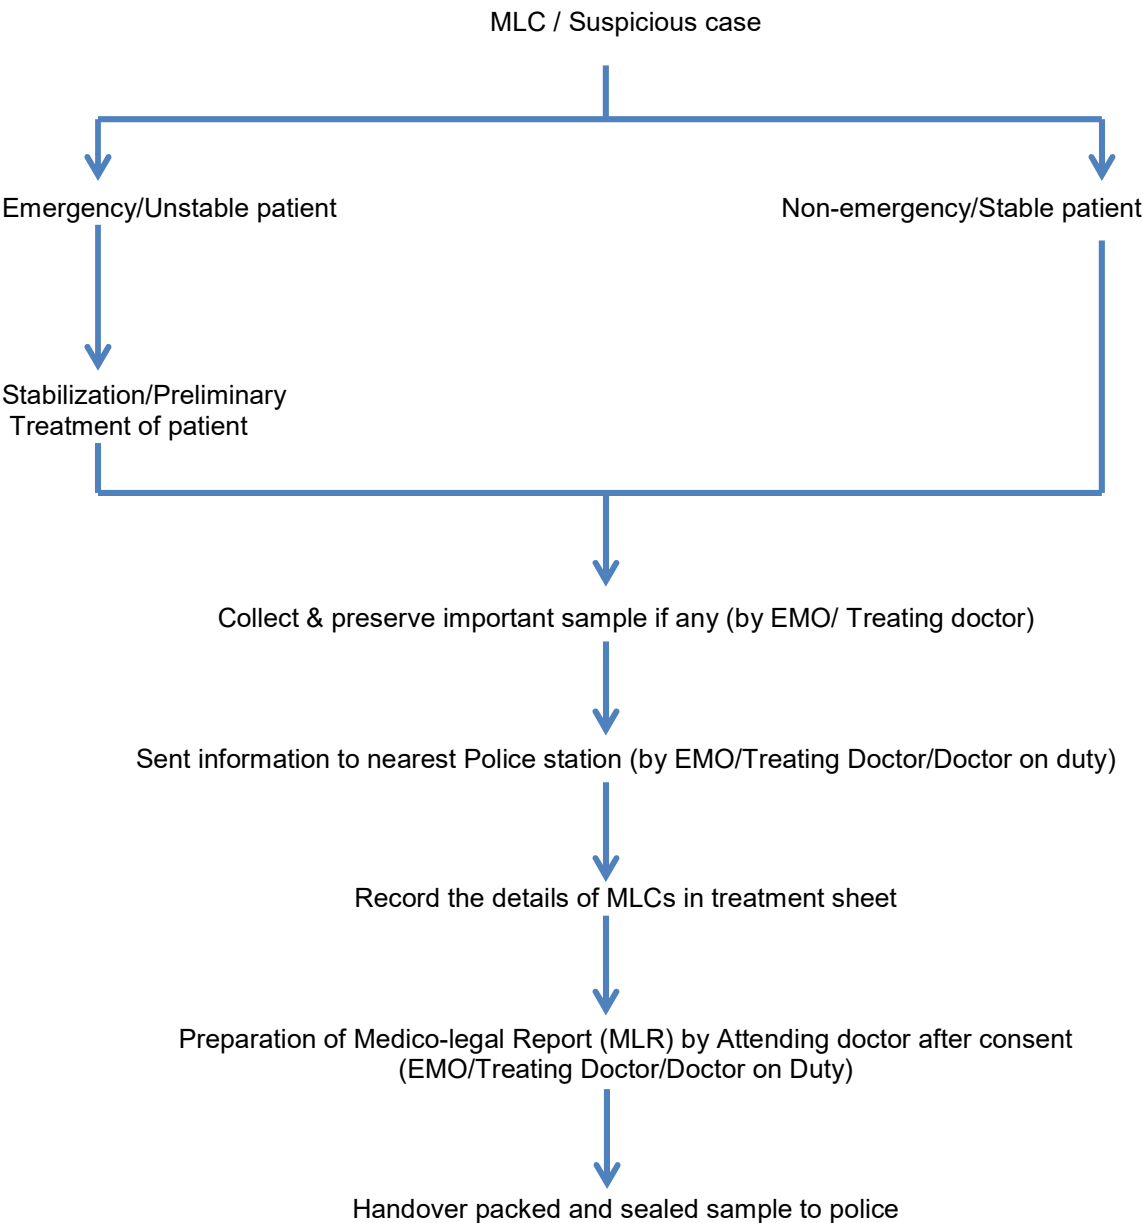 MLC / Suspicious case
Emergency/Unstable patient
Non-emergency/Stable patient
Stabilization/Preliminary
Treatment of patient
Collect & preserve important sample if any (by EMO/ Treating doctor)
Sent information to nearest Police station (by EMO/Treating Doctor/Doctor on duty)
Record the details of MLCs in treatment sheet
Preparation of Medico-legal Report (MLR) by Attending doctor after consent
(EMO/Treating Doctor/Doctor on Duty)
Handover packed and sealed sample to police